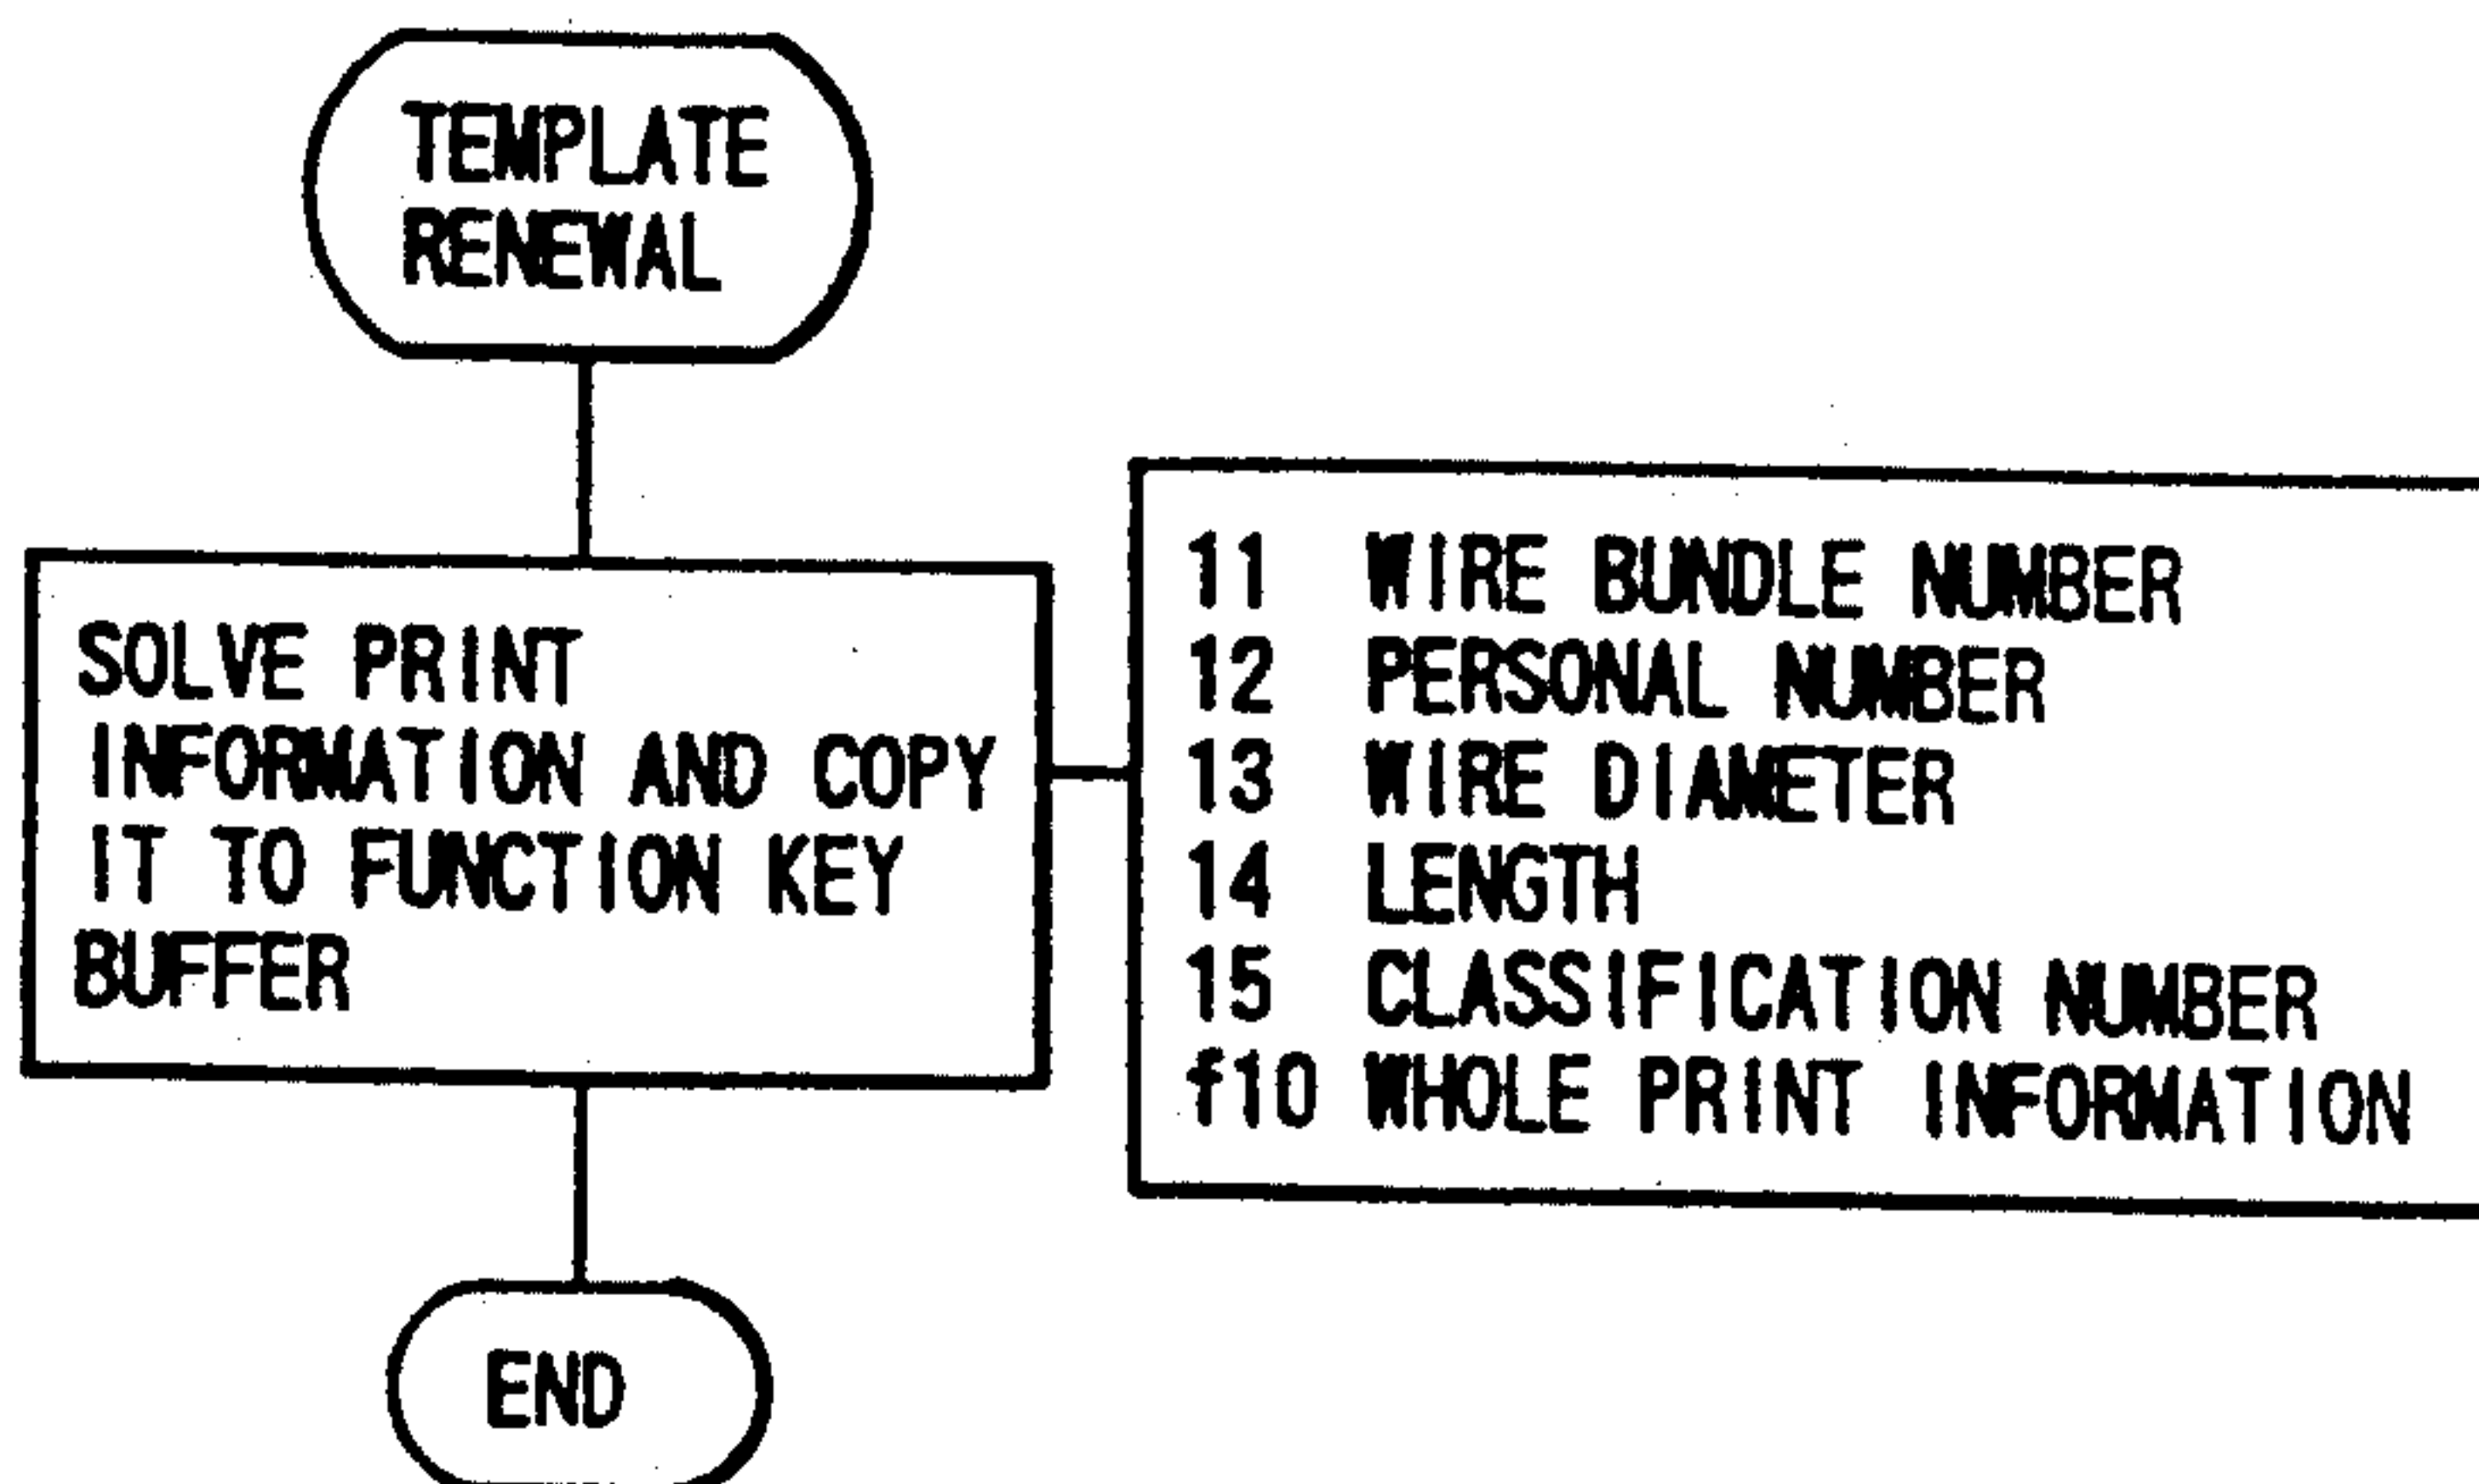 TEMPLATE
RENEWAL
SOLVE PRINT
INFORMATION AND COPY
IT TO FUNCTION KEY
BUFFER
11 WIRE BUNDLE NUMBER
12 PERSONAL NUMBER
13 WIRE DIAMETER
14 LENGTH
15 CLASSIFICATION NUMBER
f10 WHOLE PRINT INFORMATION
END